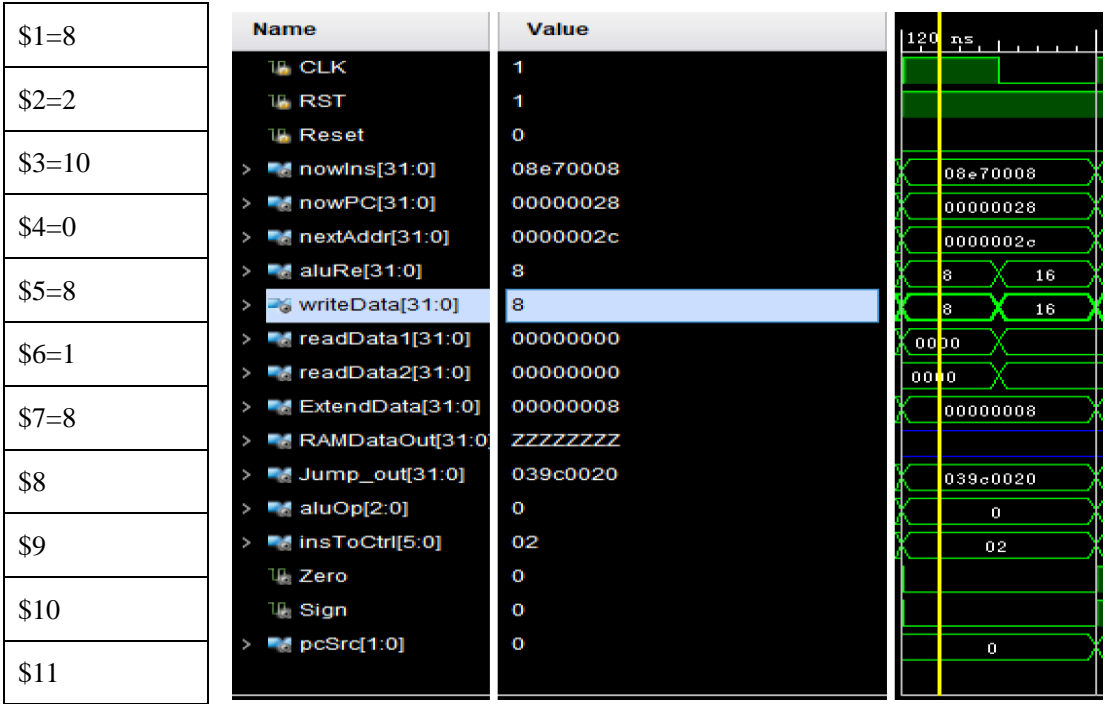 $1=8
$2=2
$3=10
$4=0
$5=8
$6=1
$7=8
$8
$9
$10
$11
Name Value 120 ns
CLK 1
RST 1
Reset 0
> nowIns[31:0] 08e70008 08e70008
> nowPC[31:0] 00000028 00000028
> nextAddr[31:0] 0000002c 0000002c
> aluRe[31:0] 8 8 16
> writeData[31:0] 8 8 16
> readData1[31:0] 00000000 0000
> readData2[31:0] 00000000 0000
> ExtendData[31:0] 00000008 00000008
> RAMDataOut[31:0] ZZZZZZZZ
> Jump_out[31:0] 039c0020 039c0020
> aluOp[2:0] 0 0
> insToCtrl[5:0] 02 02
Zero 0
Sign 0
> pcSrc[1:0] 0 0